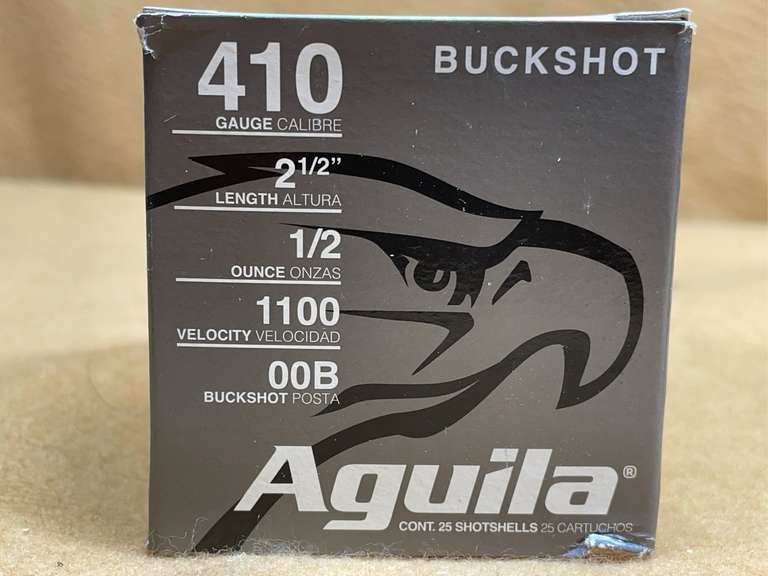 410
GAUGE CALIBRE
BUCKSHOT
2 1/2”
LENGTH ALTURA
1/2
OUNCE ONZAS
1100
VELOCITY VELOCIDAD
00B
BUCKSHOT POSTA
Aguila®
CONT. 25 SHOTSHELLS 25 CARTUCHOS